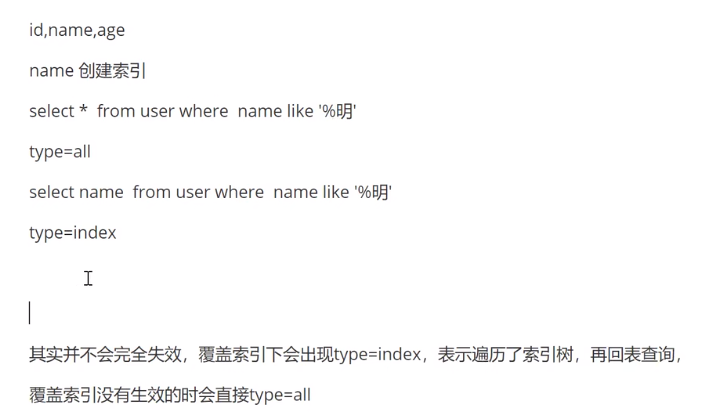 id,name,age
name 创建索引
select *  from user where  name like '%明'
type=all
select name  from user where  name like '%明'
type=index
其实并不会完全失效，覆盖索引下会出现type=index，表示遍历了索引树，再回表查询，
覆盖索引没有生效的时会直接type=all